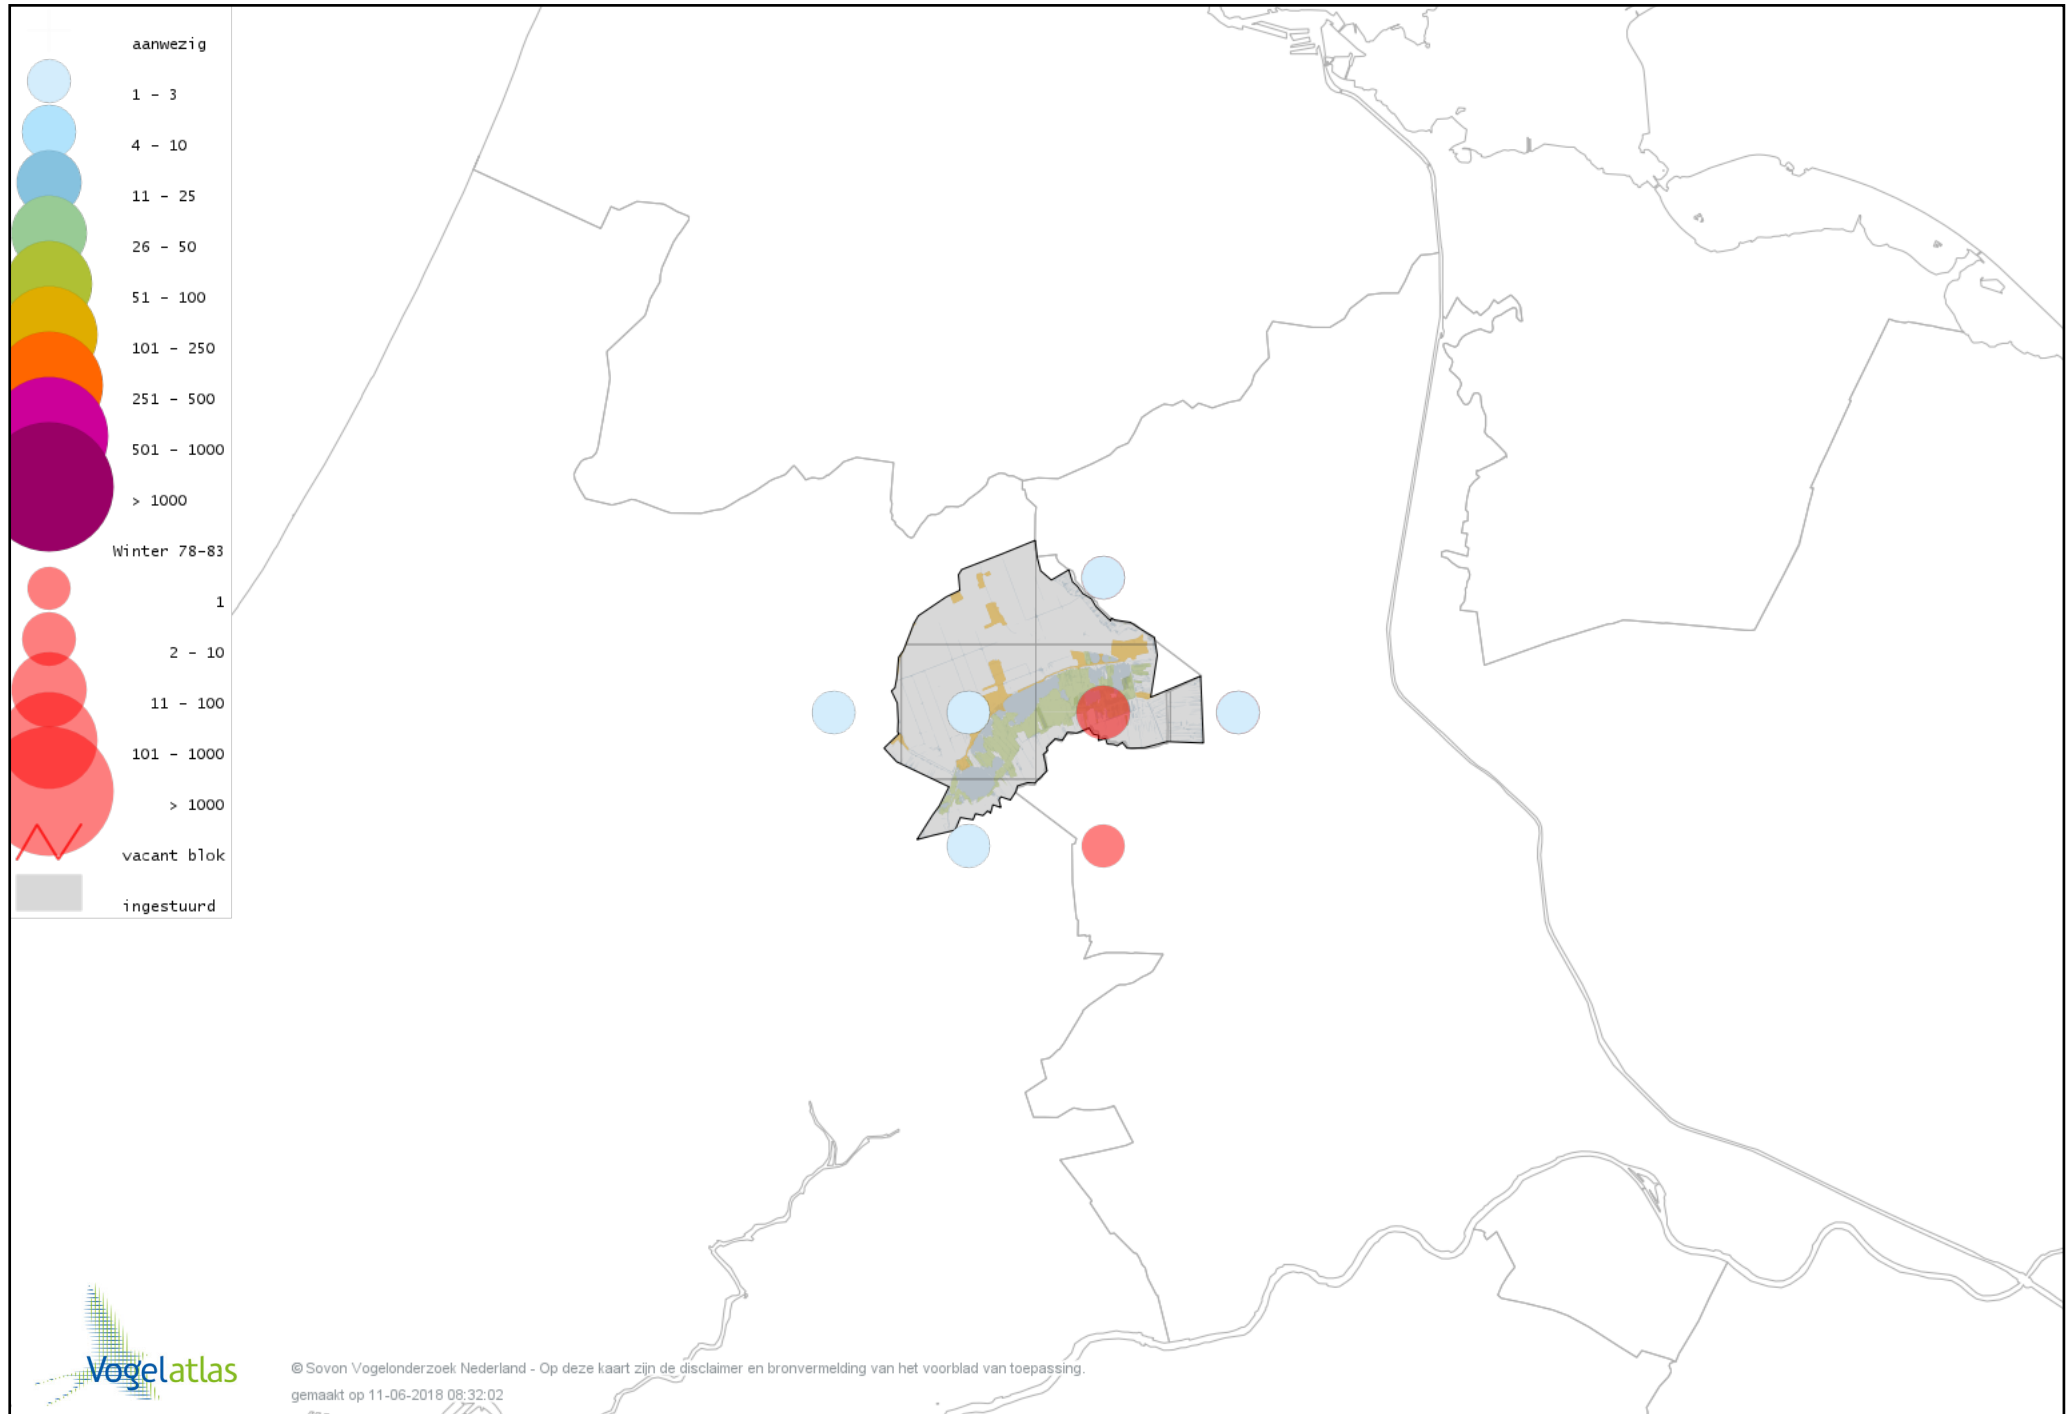 aanwezig
1 - 3
4 - 10
11 - 25
26 - 50
51 - 100
101 - 250
251 - 500
501 - 1000
> 1000
Winter 78-83
1
2 - 10
11 - 100
101 - 1000
> 1000
vacant blok
ingestuurd
Vogelatlas
© Sovon Vogelonderzoek Nederland - Op deze kaart zijn de disclaimer en bronvermelding van het voorblad van toepassing.
gemaakt op 11-06-2018 08:32:02